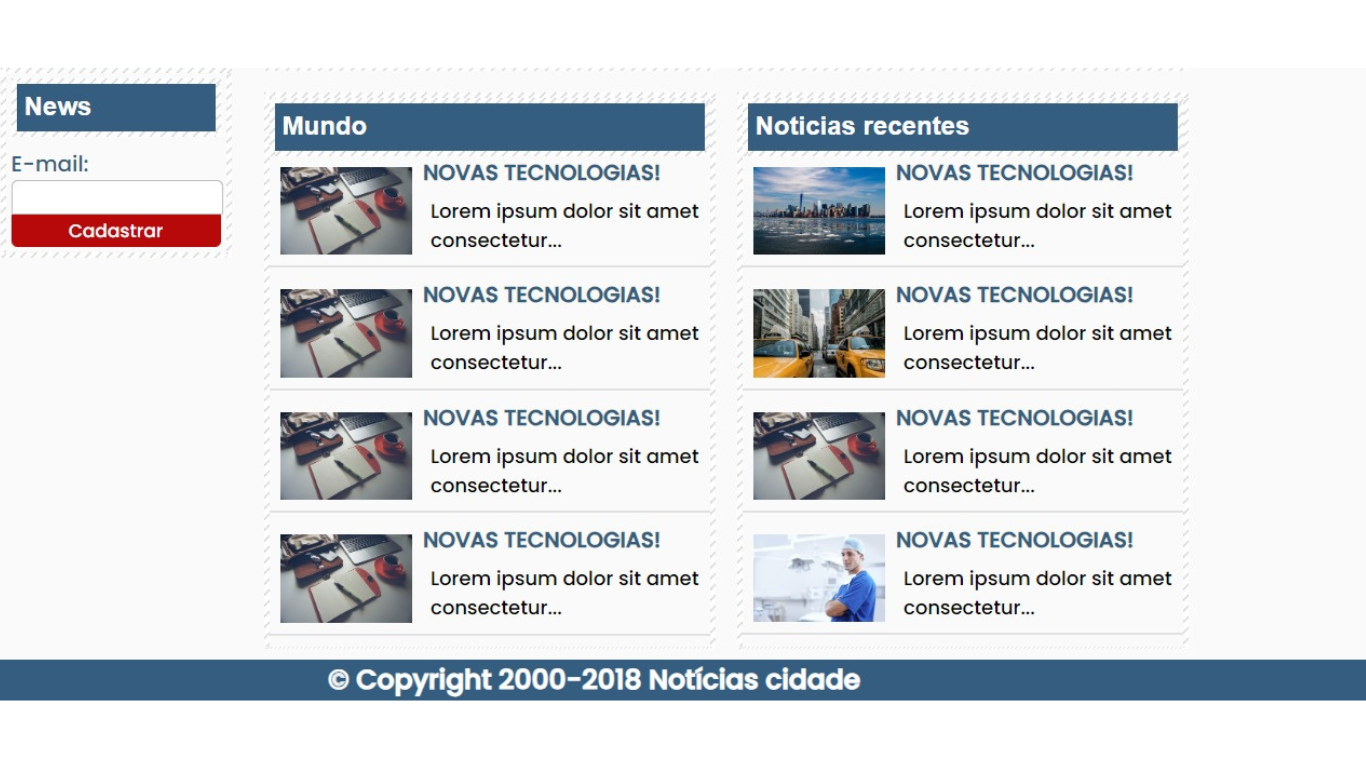 News
E-mail:
Cadastrar
Mundo
NOVAS TECNOLOGIAS!
Lorem ipsum dolor sit amet
consectetur...
NOVAS TECNOLOGIAS!
Lorem ipsum dolor sit amet
consectetur...
NOVAS TECNOLOGIAS!
Lorem ipsum dolor sit amet
consectetur...
NOVAS TECNOLOGIAS!
Lorem ipsum dolor sit amet
consectetur...
Noticias recentes
NOVAS TECNOLOGIAS!
Lorem ipsum dolor sit amet
consectetur...
NOVAS TECNOLOGIAS!
Lorem ipsum dolor sit amet
consectetur...
NOVAS TECNOLOGIAS!
Lorem ipsum dolor sit amet
consectetur...
NOVAS TECNOLOGIAS!
Lorem ipsum dolor sit amet
consectetur...
© Copyright 2000-2018 Notícias cidade